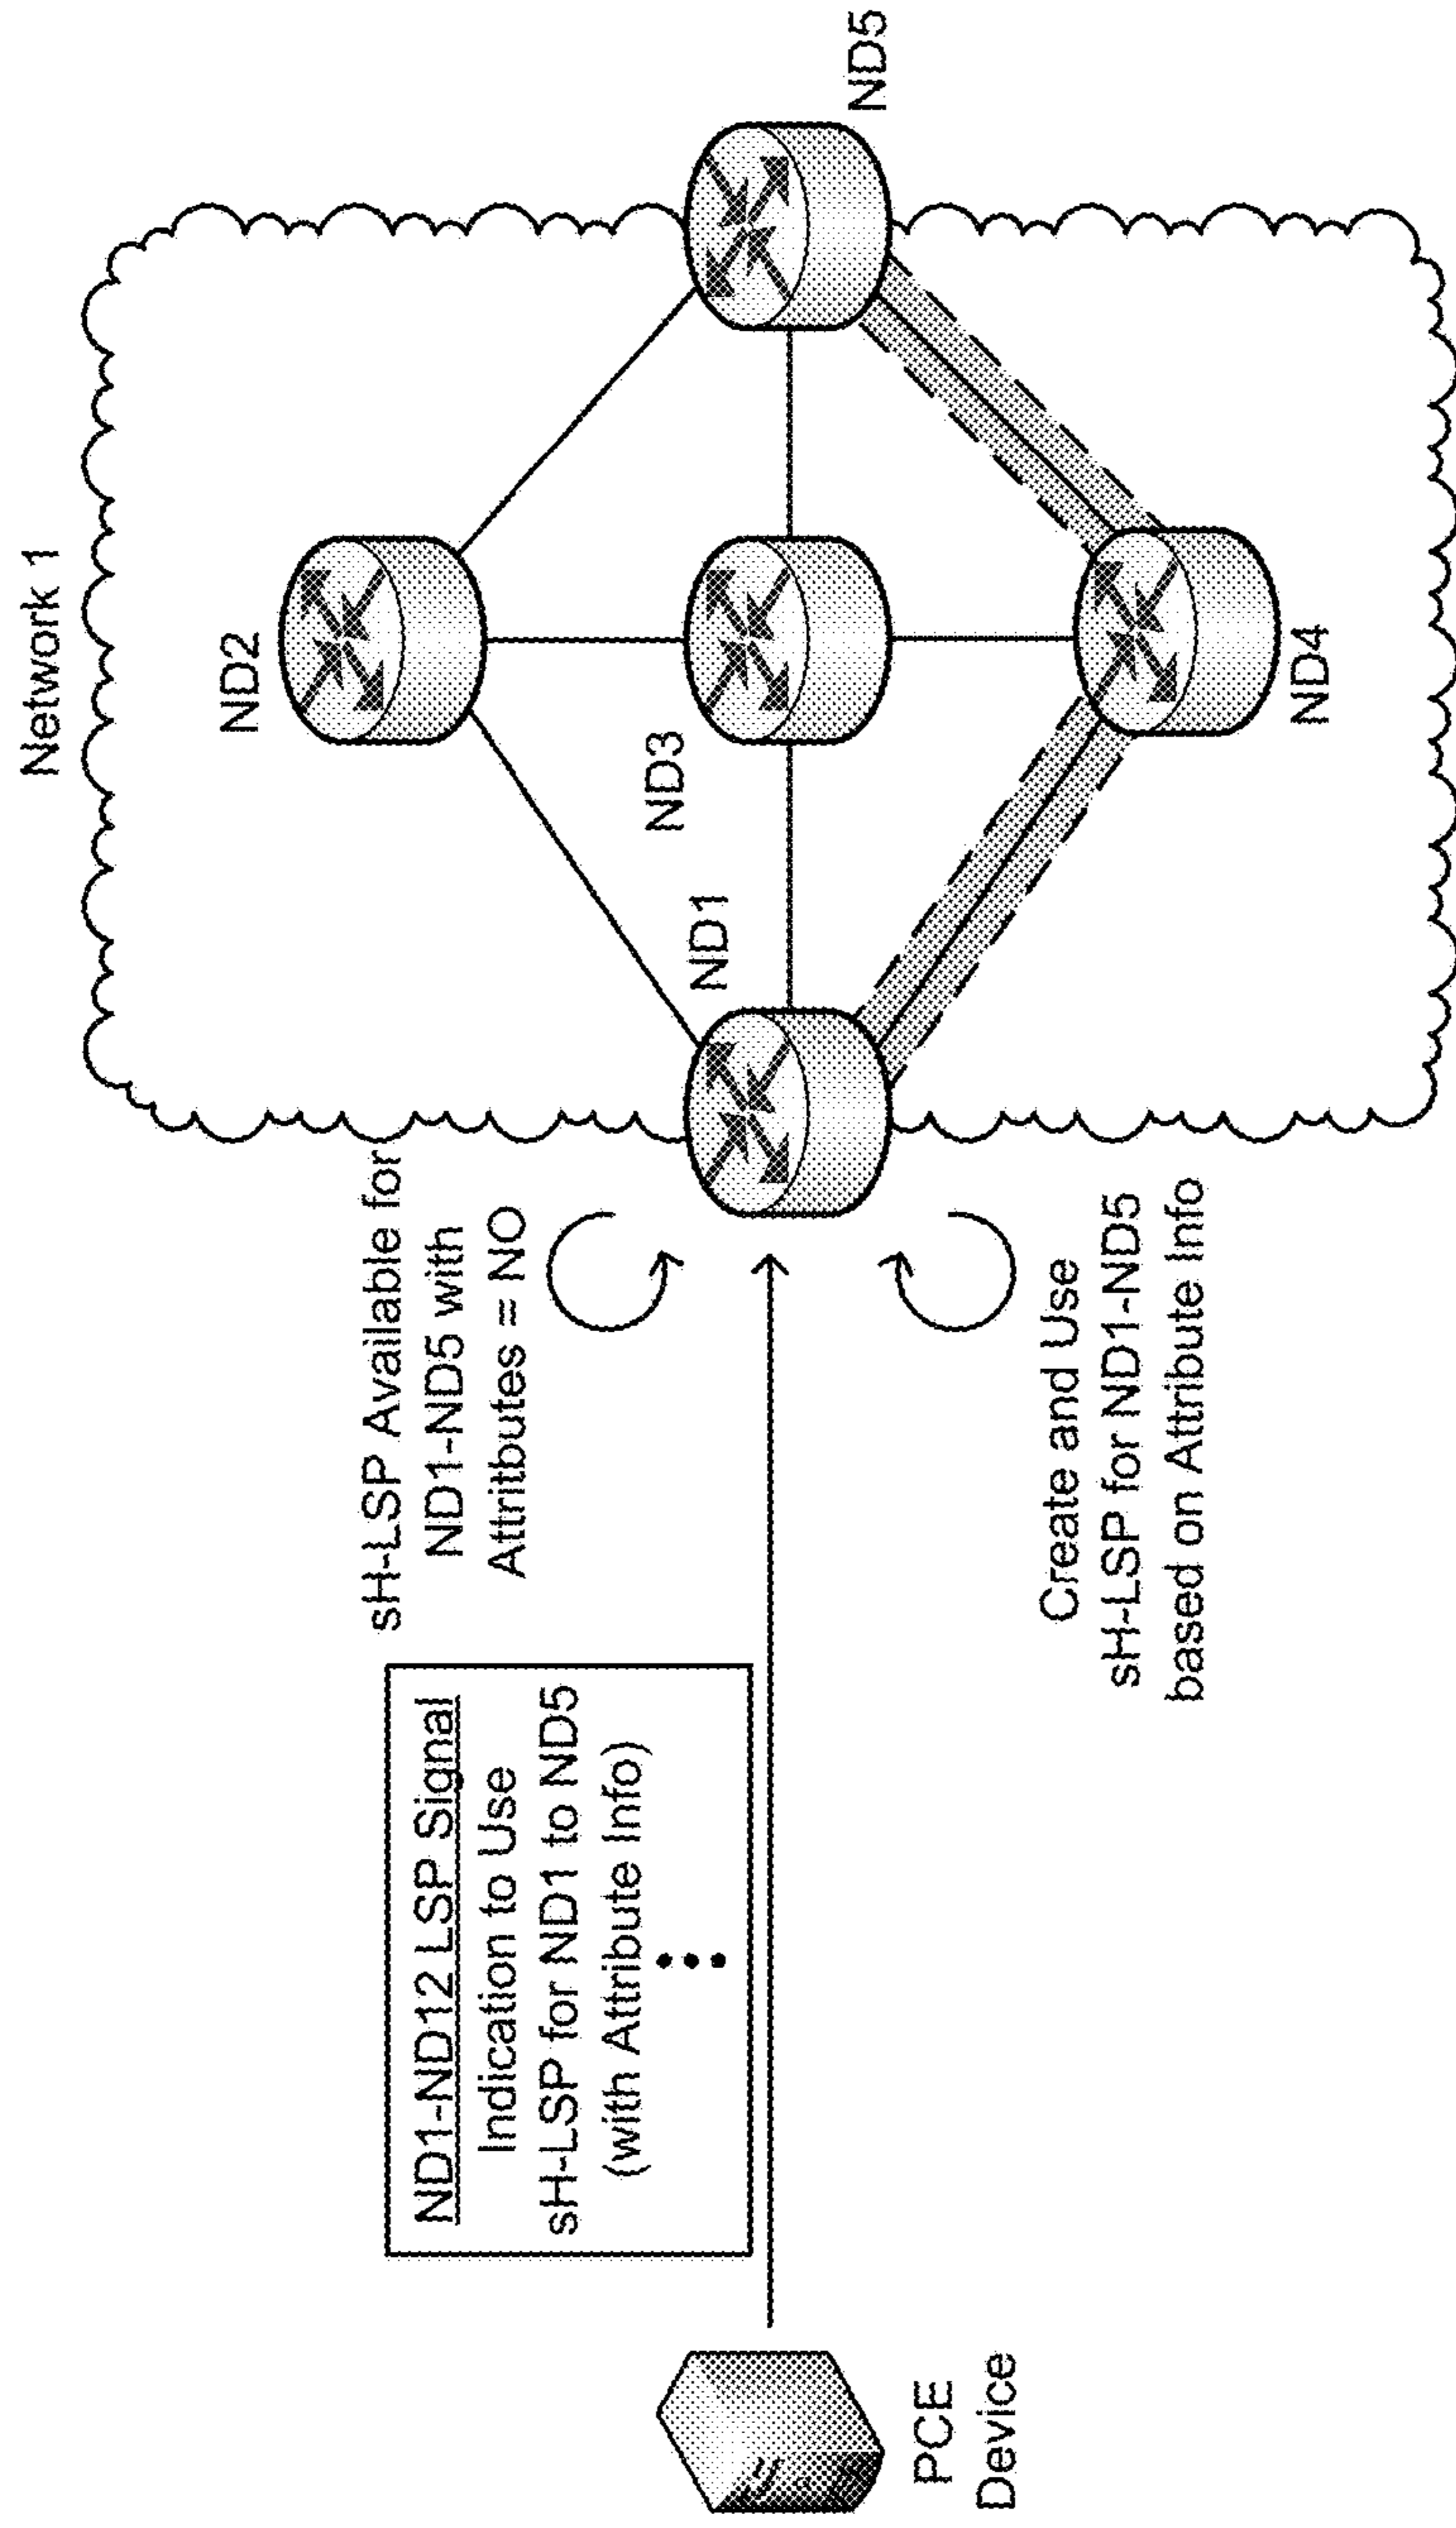 Network 1
ND2
ND3
ND1
ND5
ND4
sH-LSP Available for
ND1-ND5 with
Attritbutes = NO
ND1-ND12 LSP Signal
Indication to Use
sH-LSP for ND1 to ND5
(with Attribute Info)
Create and Use
sH-LSP for ND1-ND5
based on Attribute Info
PCE
Device